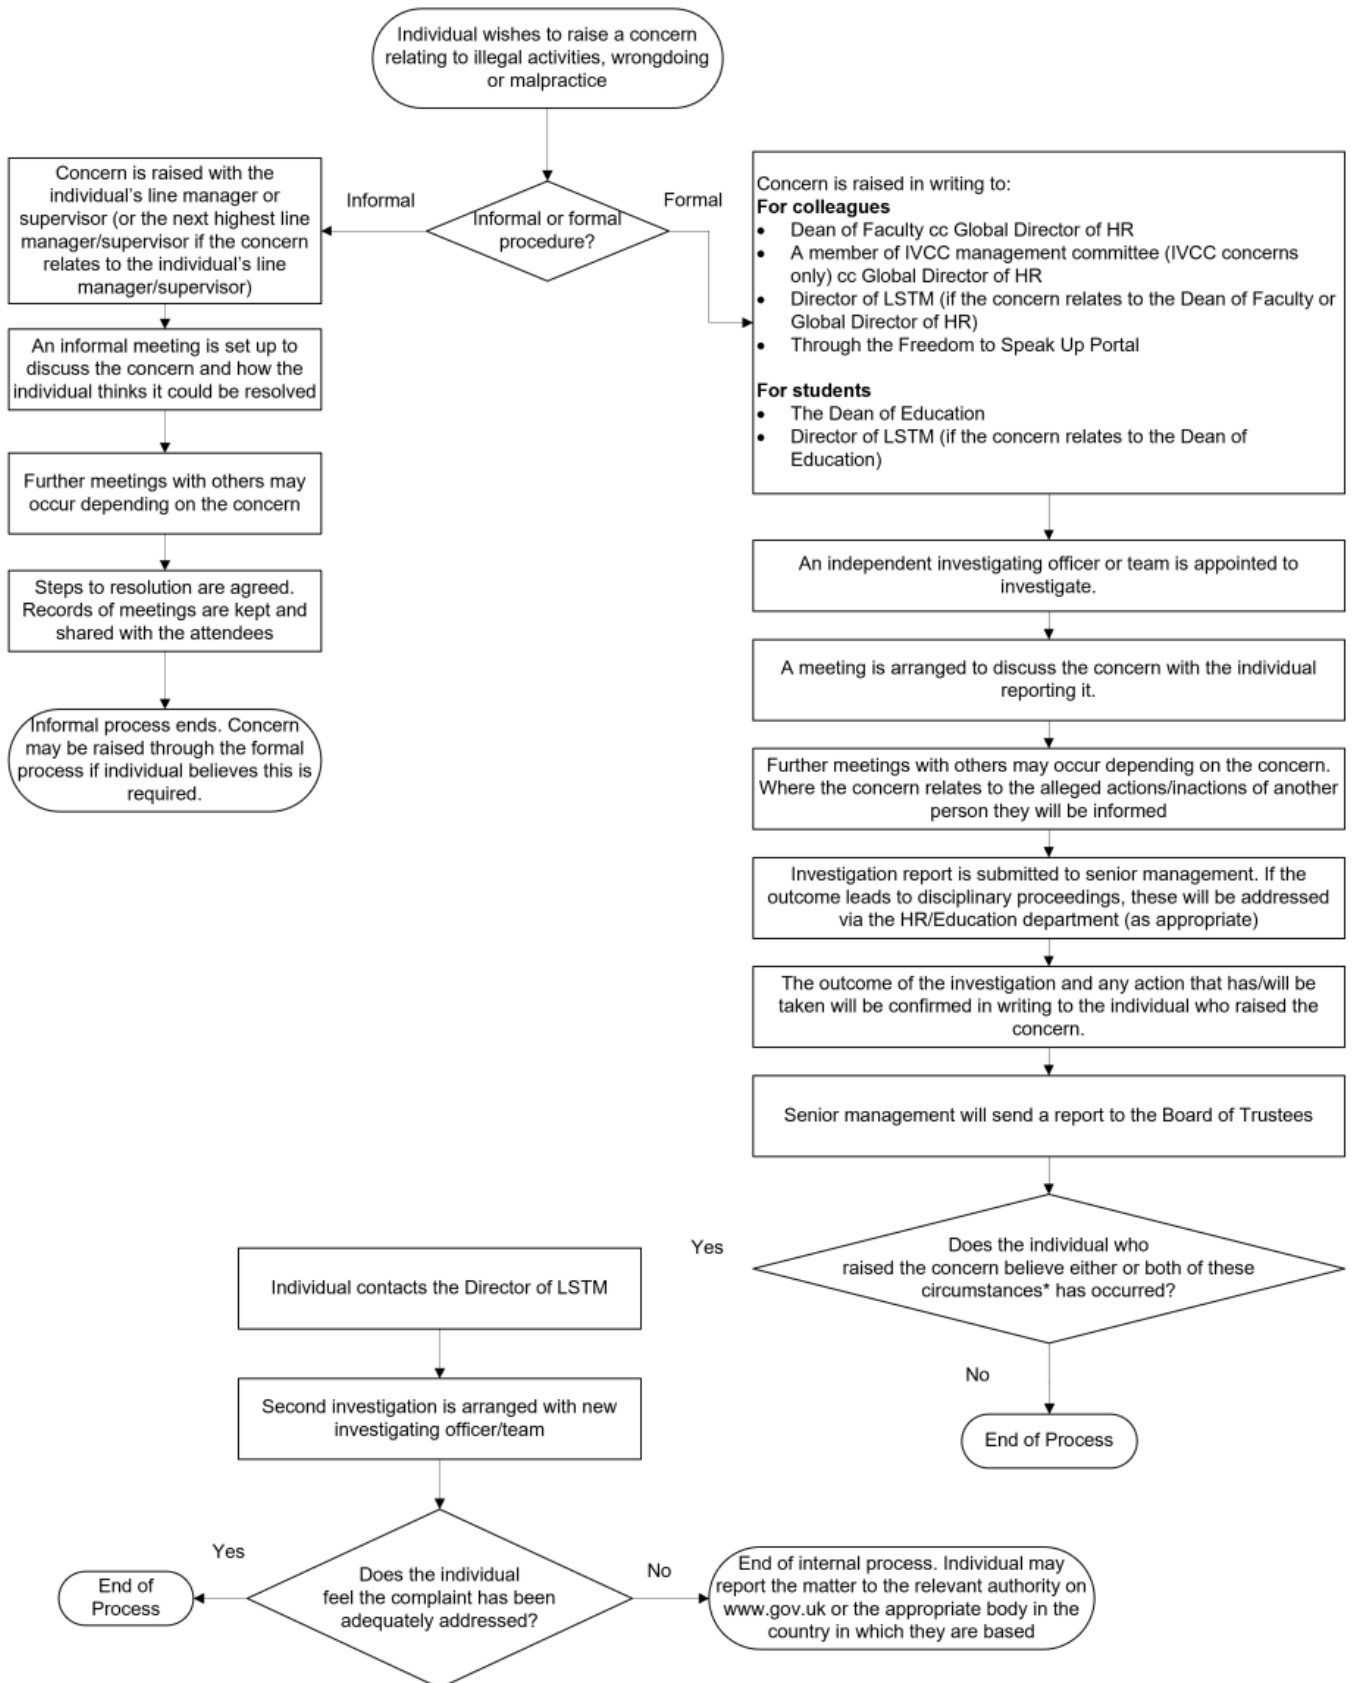 Individual wishes to raise a concern
relating to illegal activities, wrongdoing
or malpractice
Informal or formal
procedure?
Informal
Formal
Concern is raised with the
individual's line manager or
supervisor (or the next highest line
manager/supervisor if the concern
relates to the individual's line
manager/supervisor)
An informal meeting is set up to
discuss the concern and how the
individual thinks it could be resolved
Further meetings with others may
occur depending on the concern
Steps to resolution are agreed.
Records of meetings are kept and
shared with the attendees
Informal process ends. Concern
may be raised through the formal
process if individual believes this is
required.
Concern is raised in writing to:
For colleagues
• Dean of Faculty cc Global Director of HR
• A member of IVCC management committee (IVCC concerns
only) cc Global Director of HR
• Director of LSTM (if the concern relates to the Dean of Faculty or
Global Director of HR)
• Through the Freedom to Speak Up Portal
For students
• The Dean of Education
• Director of LSTM (if the concern relates to the Dean of
Education)
An independent investigating officer or team is appointed to
investigate.
A meeting is arranged to discuss the concern with the individual
reporting it.
Further meetings with others may occur depending on the concern.
Where the concern relates to the alleged actions/inactions of another
person they will be informed
Investigation report is submitted to senior management. If the
outcome leads to disciplinary proceedings, these will be addressed
via the HR/Education department (as appropriate)
The outcome of the investigation and any action that has/will be
taken will be confirmed in writing to the individual who raised the
concern.
Senior management will send a report to the Board of Trustees
Does the individual who
raised the concern believe either or both of these
circumstances* has occurred?
Yes
No
End of Process
Individual contacts the Director of LSTM
Second investigation is arranged with new
investigating officer/team
Does the individual
feel the complaint has been
adequately addressed?
Yes
End of
Process
No
End of internal process. Individual may
report the matter to the relevant authority on
www.gov.uk or the appropriate body in the
country in which they are based